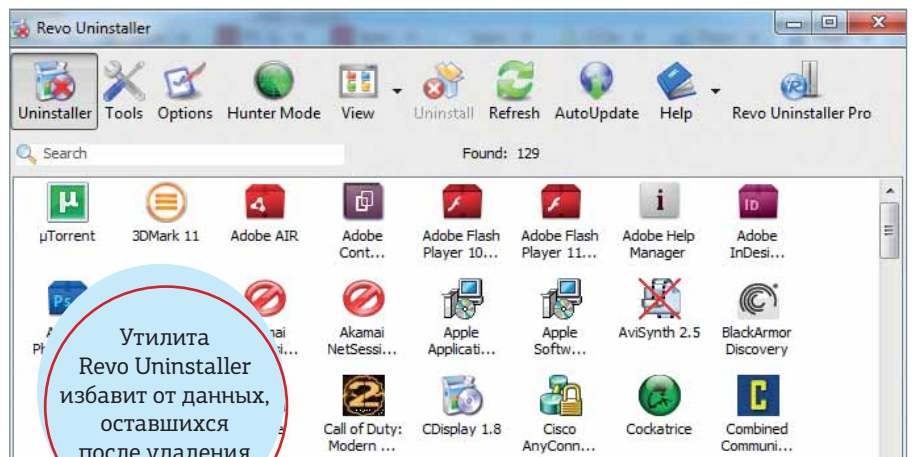 Revo Uninstaller
Uninstaller Tools Options Hunter Mode View Uninstall Refresh AutoUpdate Help Revo Uninstaller Pro
Search Found: 129
µTorrent 3DMark 11 Adobe AIR Adobe Cont... Adobe Flash Player 10... Adobe Flash Player 11... Adobe Help Manager Adobe InDesi...
Akamai NetSessi... Apple Applicati... Apple Softw... AviSynth 2.5 BlackArmor Discovery
Call of Duty: Modern ... CDisplay 1.8 Cisco AnyConn... Cockatrice Combined Communi...
Утилита
Revo Uninstaller
избавит от данных,
оставшихся
после удаления